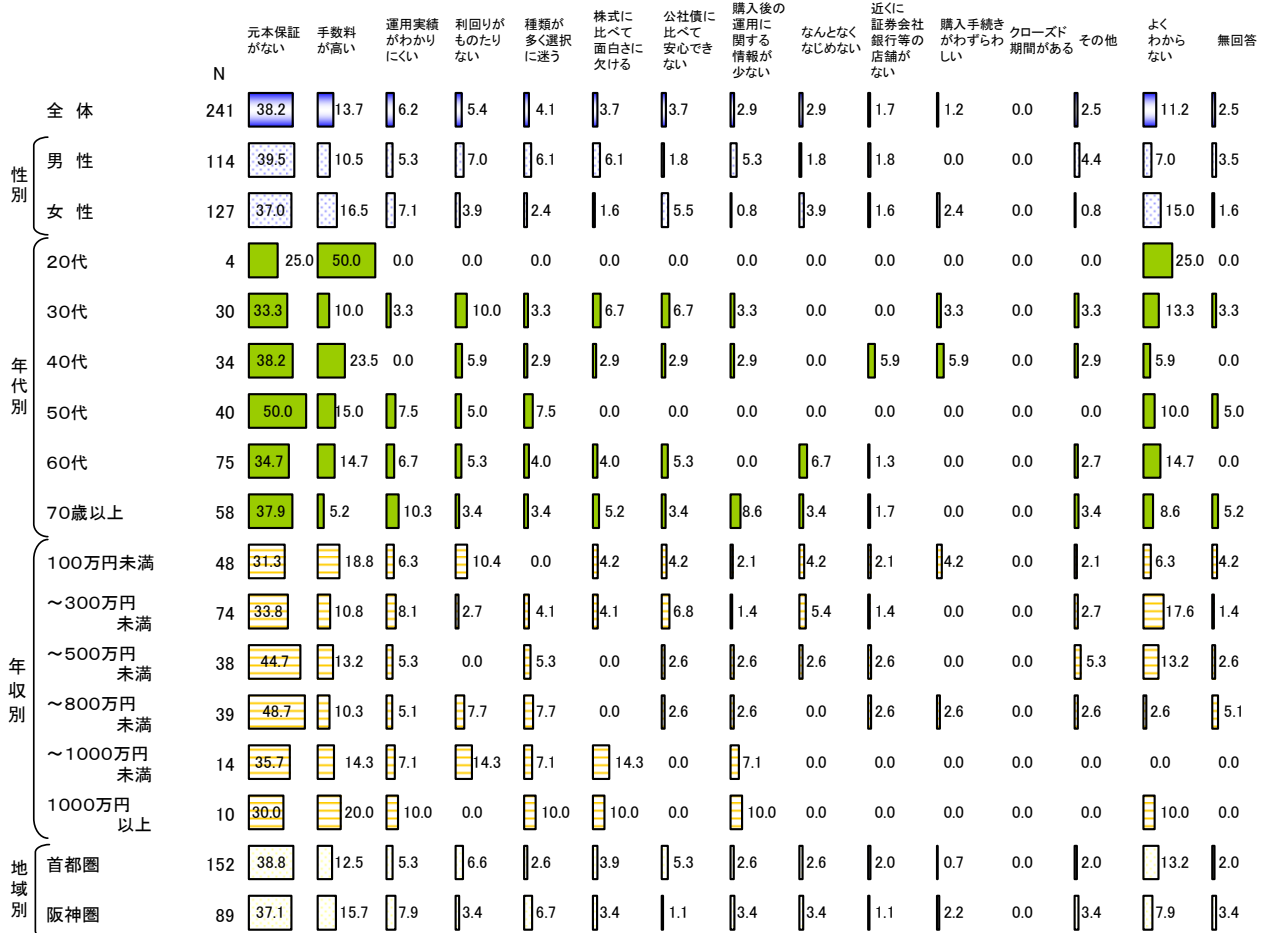 元本保証
がない
手数料
が高い
運用実績
がわかり
にくい
利回りが
ものたり
ない
種類が
多く選択
に迷う
株式に
比べて
面白さに
欠ける
公社債に
比べて
安心でき
ない
購入後の
運用に
関する
情報が
少ない
なんとなく
なじめない
近くに
証券会社
銀行等の
店舗が
ない
購入手続き
がわずらわ
しい
クローズド
期間がある
その他
よく
わから
ない
無回答
N
全 体 241 38.2 13.7 6.2 5.4 4.1 3.7 3.7 2.9 2.9 1.7 1.2 0.0 2.5 11.2 2.5
性別
男 性 114 39.5 10.5 5.3 7.0 6.1 6.1 1.8 5.3 1.8 1.8 0.0 0.0 4.4 7.0 3.5
女 性 127 37.0 16.5 7.1 3.9 2.4 1.6 5.5 0.8 3.9 1.6 2.4 0.0 0.8 15.0 1.6
年代別
20代 4 25.0 50.0 0.0 0.0 0.0 0.0 0.0 0.0 0.0 0.0 0.0 0.0 0.0 25.0 0.0
30代 30 33.3 10.0 3.3 10.0 3.3 6.7 6.7 3.3 0.0 0.0 3.3 0.0 3.3 13.3 3.3
40代 34 38.2 23.5 0.0 5.9 2.9 2.9 2.9 2.9 0.0 5.9 5.9 0.0 2.9 5.9 0.0
50代 40 50.0 15.0 7.5 5.0 7.5 0.0 0.0 0.0 0.0 0.0 0.0 0.0 0.0 10.0 5.0
60代 75 34.7 14.7 6.7 5.3 4.0 4.0 5.3 0.0 6.7 1.3 0.0 0.0 2.7 14.7 0.0
70歳以上 58 37.9 5.2 10.3 3.4 3.4 5.2 3.4 8.6 3.4 1.7 0.0 0.0 3.4 8.6 5.2
年収別
100万円未満 48 31.3 18.8 6.3 10.4 0.0 4.2 4.2 2.1 4.2 2.1 4.2 0.0 2.1 6.3 4.2
～300万円
未満 74 33.8 10.8 8.1 2.7 4.1 4.1 6.8 1.4 5.4 1.4 0.0 0.0 2.7 17.6 1.4
～500万円
未満 38 44.7 13.2 5.3 0.0 5.3 0.0 2.6 2.6 2.6 2.6 0.0 0.0 5.3 13.2 2.6
～800万円
未満 39 48.7 10.3 5.1 7.7 7.7 0.0 2.6 2.6 0.0 2.6 2.6 0.0 2.6 2.6 5.1
～1000万円
未満 14 35.7 14.3 7.1 14.3 7.1 14.3 0.0 7.1 0.0 0.0 0.0 0.0 0.0 0.0 0.0
1000万円
以上 10 30.0 20.0 10.0 0.0 10.0 10.0 0.0 10.0 0.0 0.0 0.0 0.0 0.0 10.0 0.0
地域別
首都圏 152 38.8 12.5 5.3 6.6 2.6 3.9 5.3 2.6 2.6 2.0 0.7 0.0 2.0 13.2 2.0
阪神圏 89 37.1 15.7 7.9 3.4 6.7 3.4 1.1 3.4 3.4 1.1 2.2 0.0 3.4 7.9 3.4